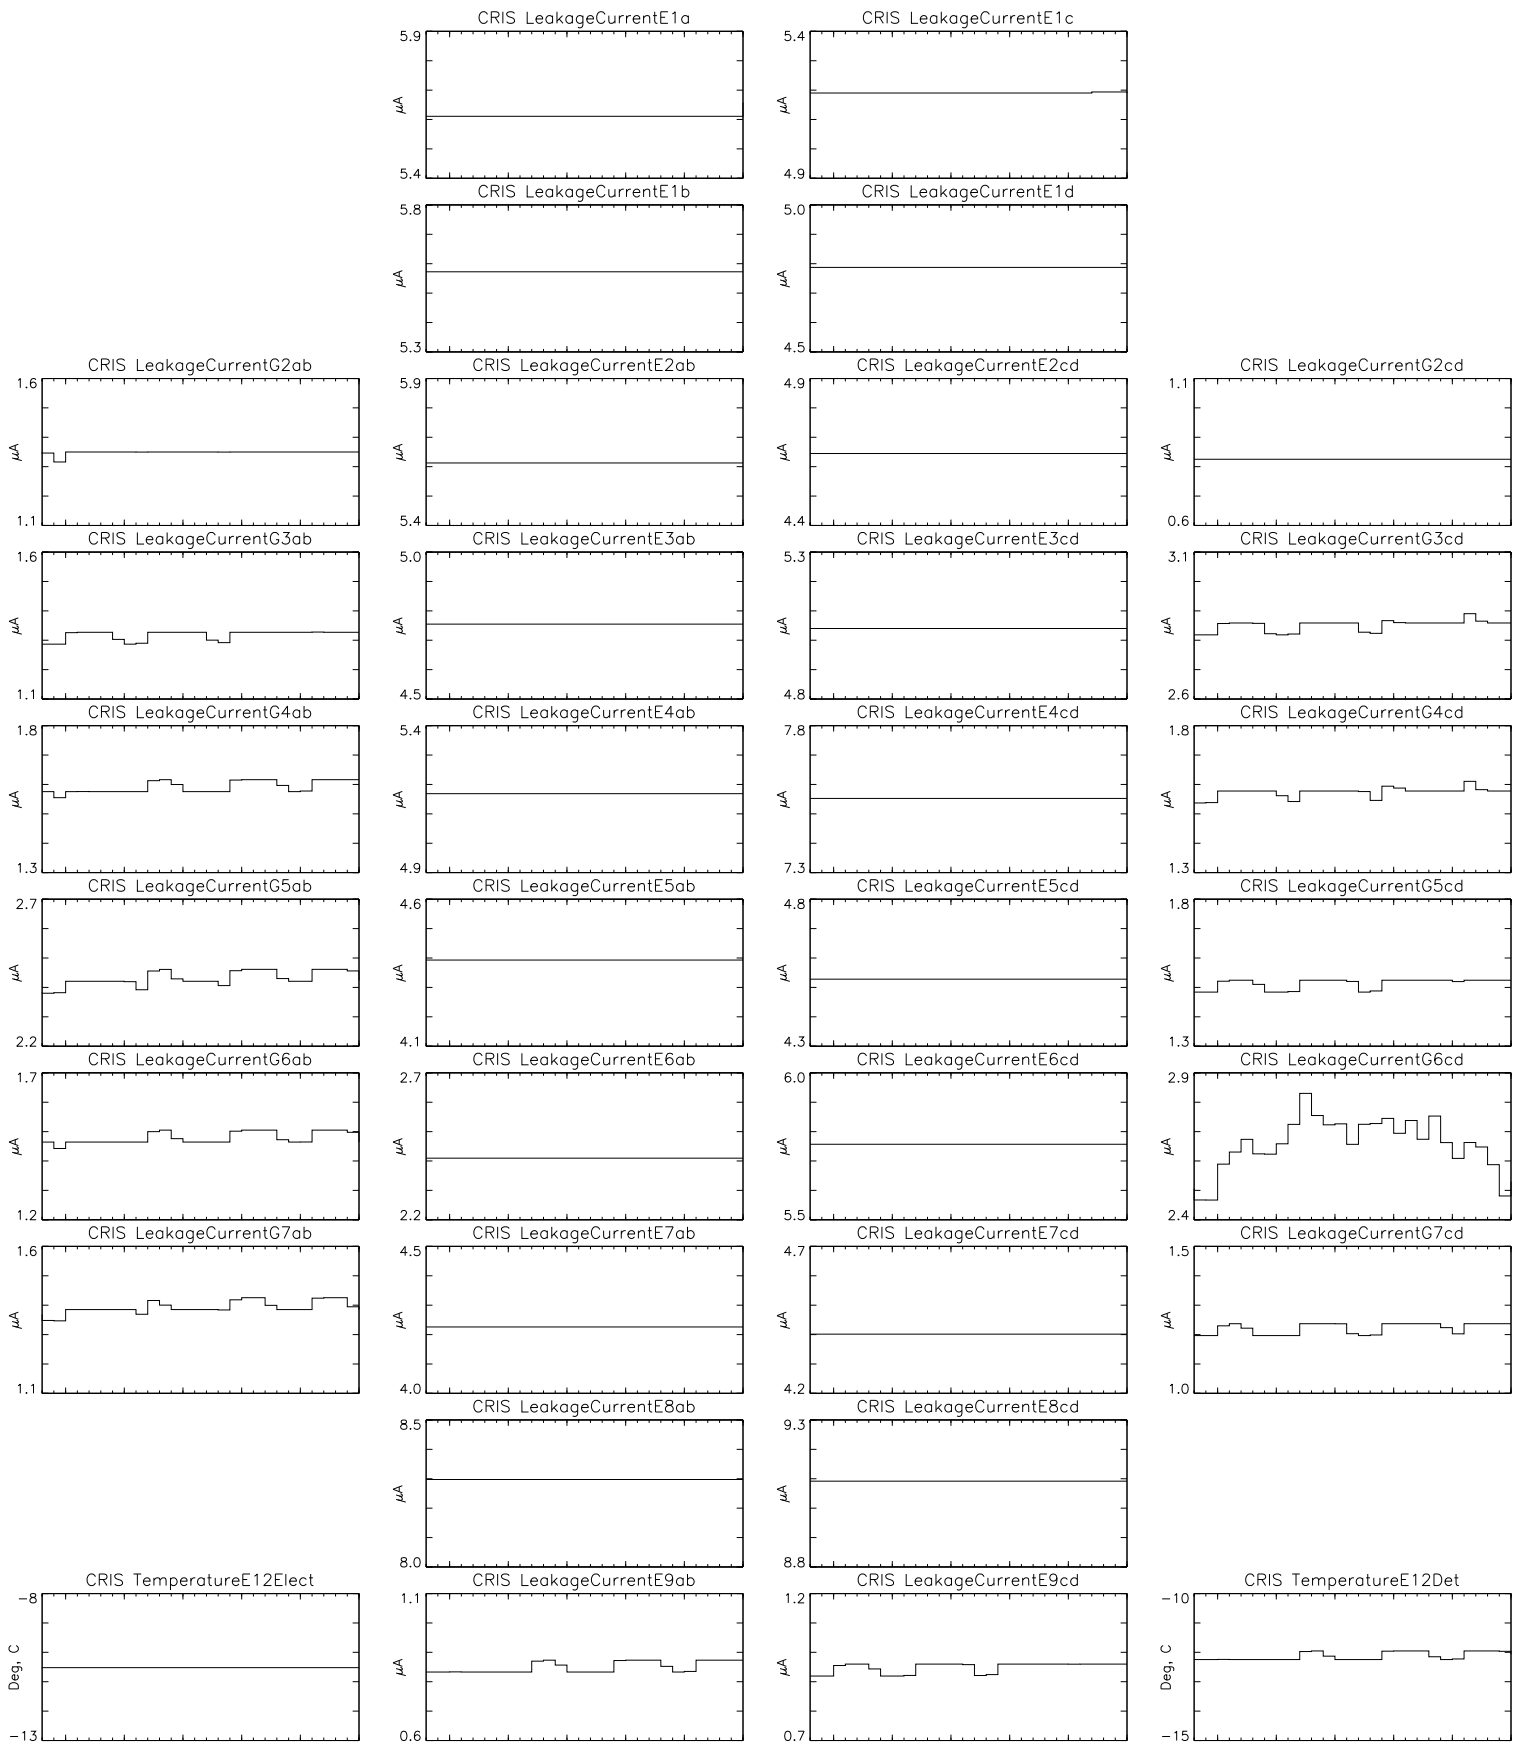 CRIS LeakageCurrentE1a CRIS LeakageCurrentE1c
5.9 5.4
µA µA
5.4 4.9
CRIS LeakageCurrentE1b CRIS LeakageCurrentE1d
5.8 5.0
µA µA
5.3 4.5
CRIS LeakageCurrentG2ab CRIS LeakageCurrentE2ab CRIS LeakageCurrentE2cd CRIS LeakageCurrentG2cd
1.6 5.9 4.9 1.1
µA µA µA µA
1.1 5.4 4.4 0.6
CRIS LeakageCurrentG3ab CRIS LeakageCurrentE3ab CRIS LeakageCurrentE3cd CRIS LeakageCurrentG3cd
1.6 5.0 5.3 3.1
µA µA µA µA
1.1 4.5 4.8 2.6
CRIS LeakageCurrentG4ab CRIS LeakageCurrentE4ab CRIS LeakageCurrentE4cd CRIS LeakageCurrentG4cd
1.8 5.4 7.8 1.8
µA µA µA µA
1.3 4.9 7.3 1.3
CRIS LeakageCurrentG5ab CRIS LeakageCurrentE5ab CRIS LeakageCurrentE5cd CRIS LeakageCurrentG5cd
2.7 4.6 4.8 1.8
µA µA µA µA
2.2 4.1 4.3 1.3
CRIS LeakageCurrentG6ab CRIS LeakageCurrentE6ab CRIS LeakageCurrentE6cd CRIS LeakageCurrentG6cd
1.7 2.7 6.0 2.9
µA µA µA µA
1.2 2.2 5.5 2.4
CRIS LeakageCurrentG7ab CRIS LeakageCurrentE7ab CRIS LeakageCurrentE7cd CRIS LeakageCurrentG7cd
1.6 4.5 4.7 1.5
µA µA µA µA
1.1 4.0 4.2 1.0
CRIS LeakageCurrentE8ab CRIS LeakageCurrentE8cd
8.5 9.3
µA µA
8.0 8.8
CRIS TemperatureE12Elect CRIS LeakageCurrentE9ab CRIS LeakageCurrentE9cd CRIS TemperatureE12Det
-8 1.1 1.2 -10
Deg, C µA µA Deg, C
-13 0.6 0.7 -15